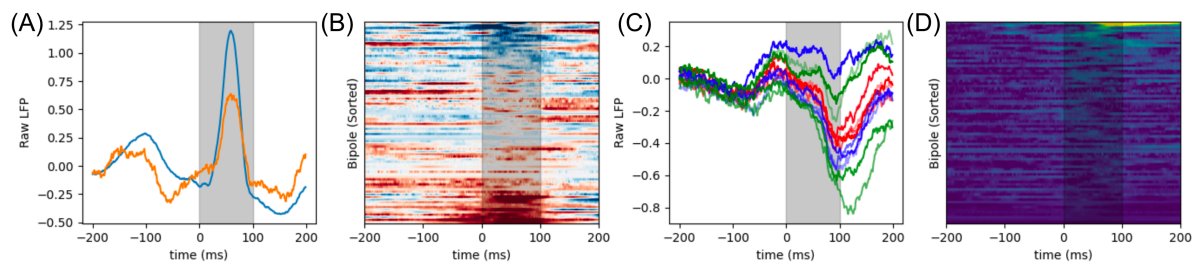 (A)
1.25
1.00
0.75
0.50
0.25
0.00
−0.25
−0.50
Raw LFP
−200 −100 0 100 200
time (ms)
(B)
Bipole (Sorted)
−200 −100 0 100 200
time (ms)
(C)
0.2
0.0
−0.2
−0.4
−0.6
−0.8
Raw LFP
−200 −100 0 100 200
time (ms)
(D)
Bipole (Sorted)
−200 −100 0 100 200
time (ms)